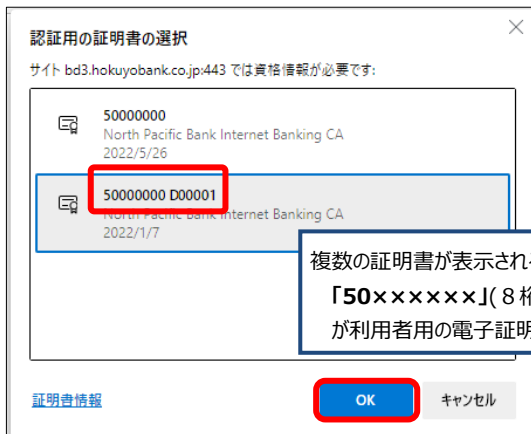 認証用の証明書の選択
サイト bd3.hokuyobank.co.jp:443 では資格情報が必要です:
50000000
North Pacific Bank Internet Banking CA
2022/5/26
50000000 D00001
North Pacific Bank Internet Banking CA
2022/1/7
複数の証明書が表示され
「50××××××」(８桁
が利用者用の電子証明
証明書情報
OK
キャンセル